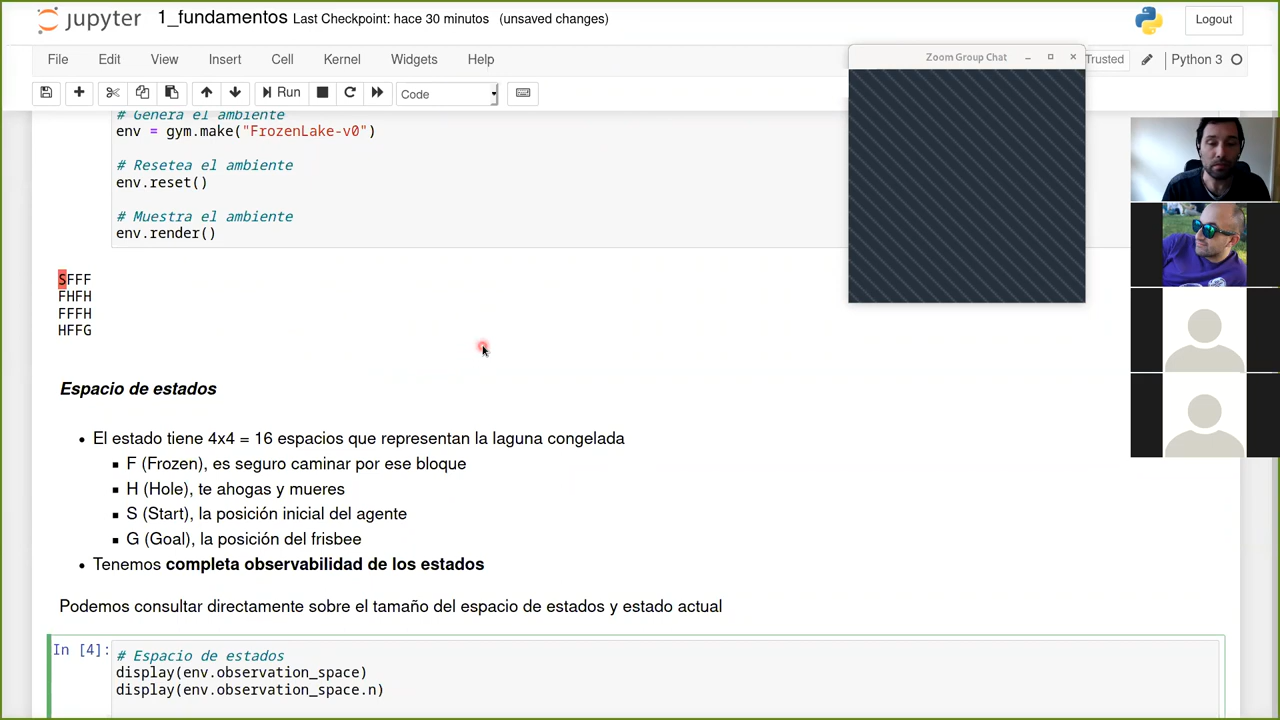 jupyter 1_fundamentos Last Checkpoint: hace 30 minutos (unsaved changes)
Logout
File Edit View Insert Cell Kernel Widgets Help
Trusted
Python 3
Run
Code
Zoom Group Chat
# Genera el ambiente
env = gym.make("FrozenLake-v0")
# Resetea el ambiente
env.reset()
# Muestra el ambiente
env.render()
SFFF
FHFH
FFFH
HFFG
Espacio de estados
• El estado tiene 4x4 = 16 espacios que representan la laguna congelada
▪ F (Frozen), es seguro caminar por ese bloque
▪ H (Hole), te ahogas y mueres
▪ S (Start), la posición inicial del agente
▪ G (Goal), la posición del frisbee
• Tenemos completa observabilidad de los estados
Podemos consultar directamente sobre el tamaño del espacio de estados y estado actual
In [4]:
# Espacio de estados
display(env.observation_space)
display(env.observation_space.n)